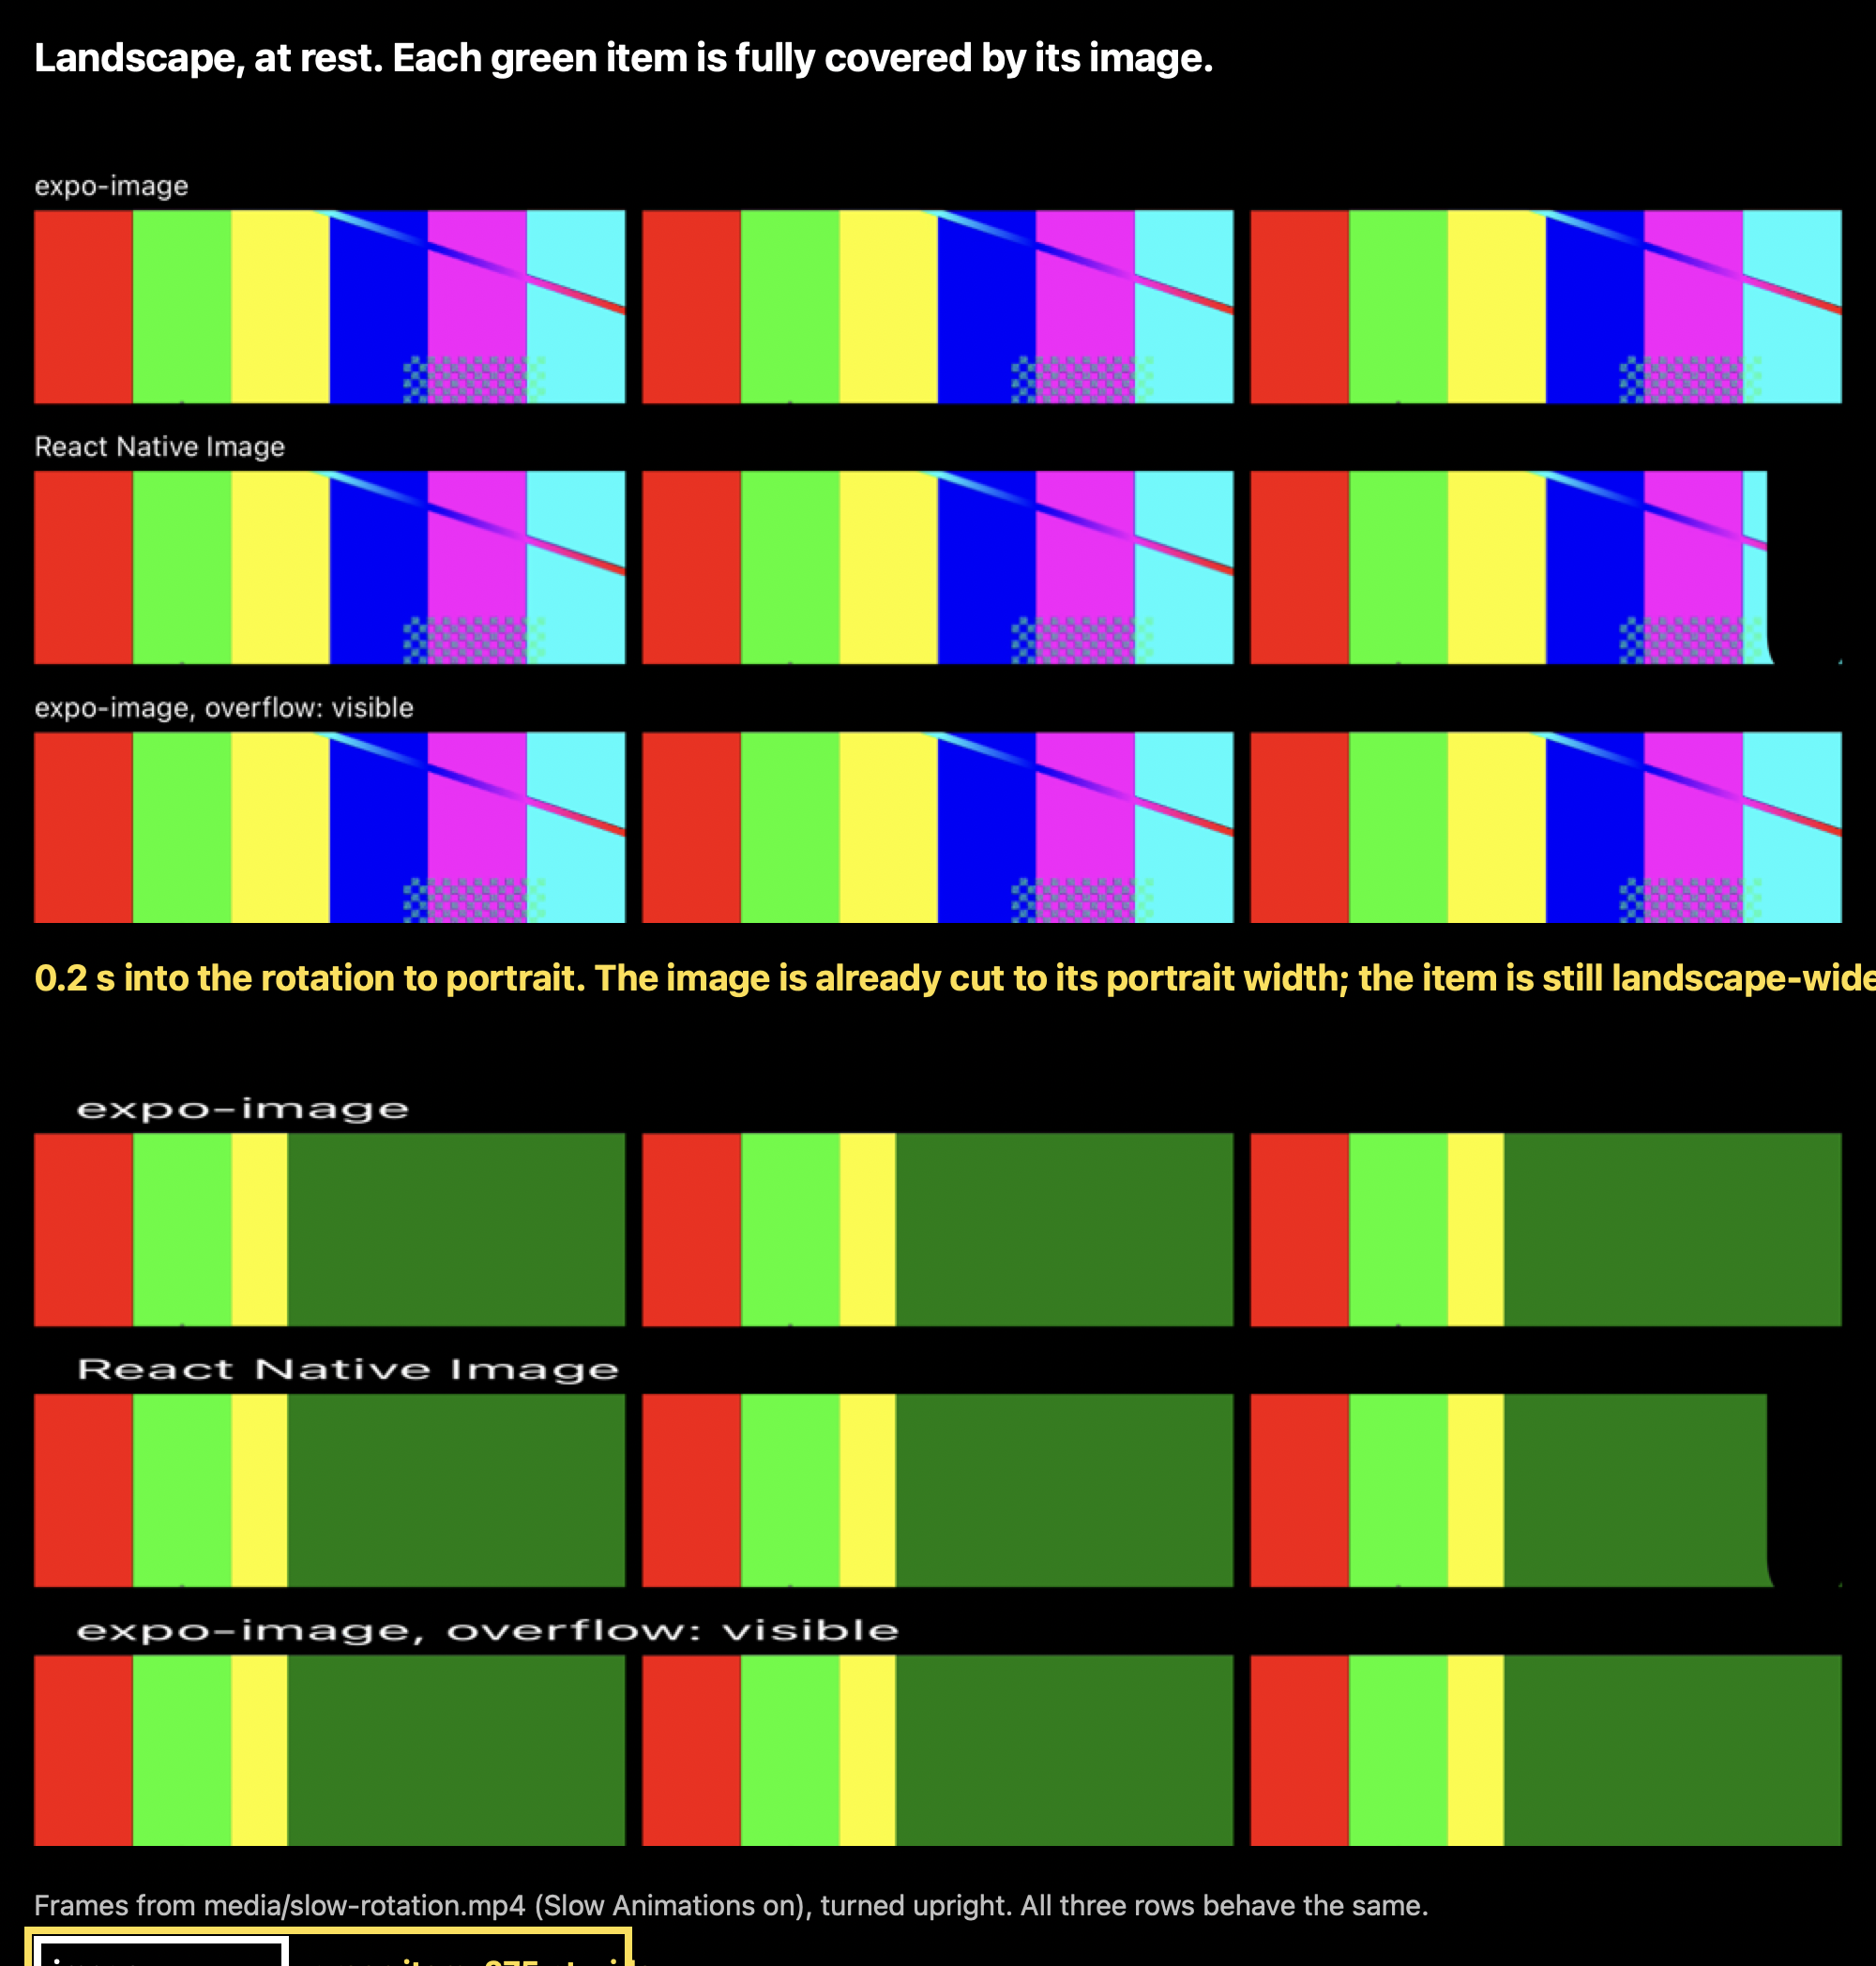 Landscape, at rest. Each green item is fully covered by its image.
expo-image
React Native Image
expo-image, overflow: visible
0.2 s into the rotation to portrait. The image is already cut to its portrait width; the item is still landscape-wide
expo-image
React Native Image
expo-image, overflow: visible
Frames from media/slow-rotation.mp4 (Slow Animations on), turned upright. All three rows behave the same.